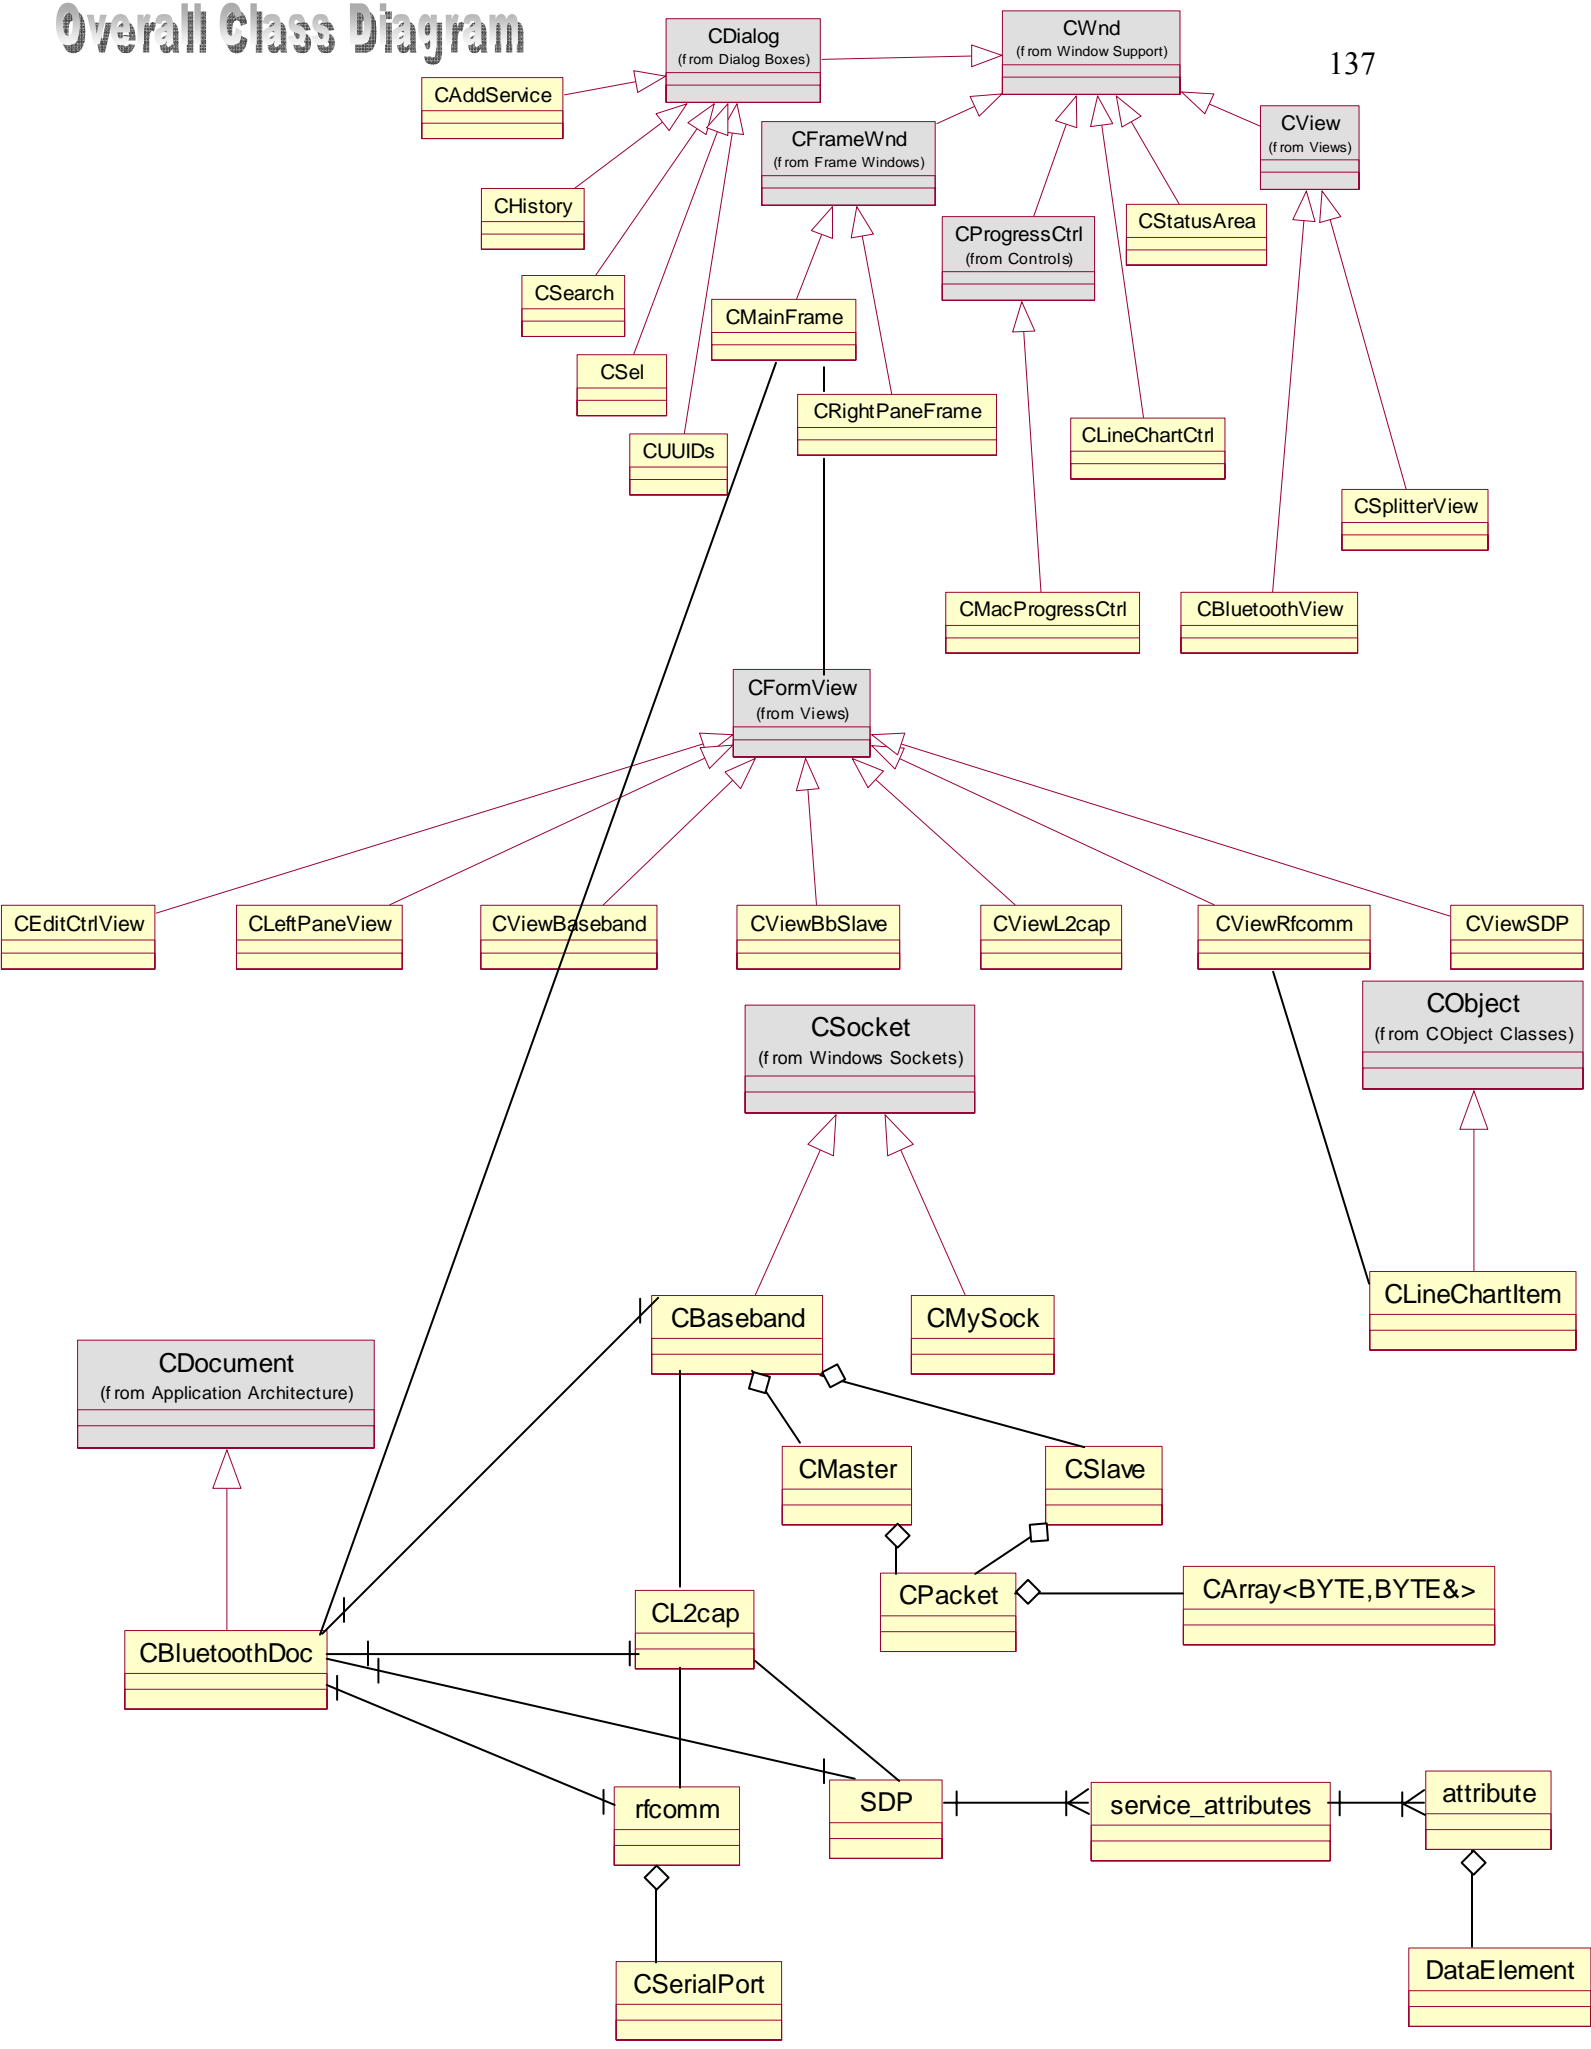 Overall Class Diagram
137
CDialog
(from Dialog Boxes)
CWnd
(from Window Support)
CAddService
CFrameWnd
(from Frame Windows)
CView
(from Views)
CHistory
CProgressCtrl
(from Controls)
CStatusArea
CSearch
CMainFrame
CSel
CRightPaneFrame
CUUIDs
CLineChartCtrl
CSplitterView
CMacProgressCtrl
CBluetoothView
CFormView
(from Views)
CEditCtrlView
CLeftPaneView
CViewBaseband
CViewBbSlave
CViewL2cap
CViewRfcomm
CViewSDP
CSocket
(from Windows Sockets)
CObject
(from CObject Classes)
CBaseband
CMySock
CLineChartItem
CDocument
(from Application Architecture)
CMaster
CSlave
CPacket
CArray<BYTE,BYTE&>
CL2cap
CBluetoothDoc
rfcomm
SDP
service_attributes
attribute
CSerialPort
DataElement